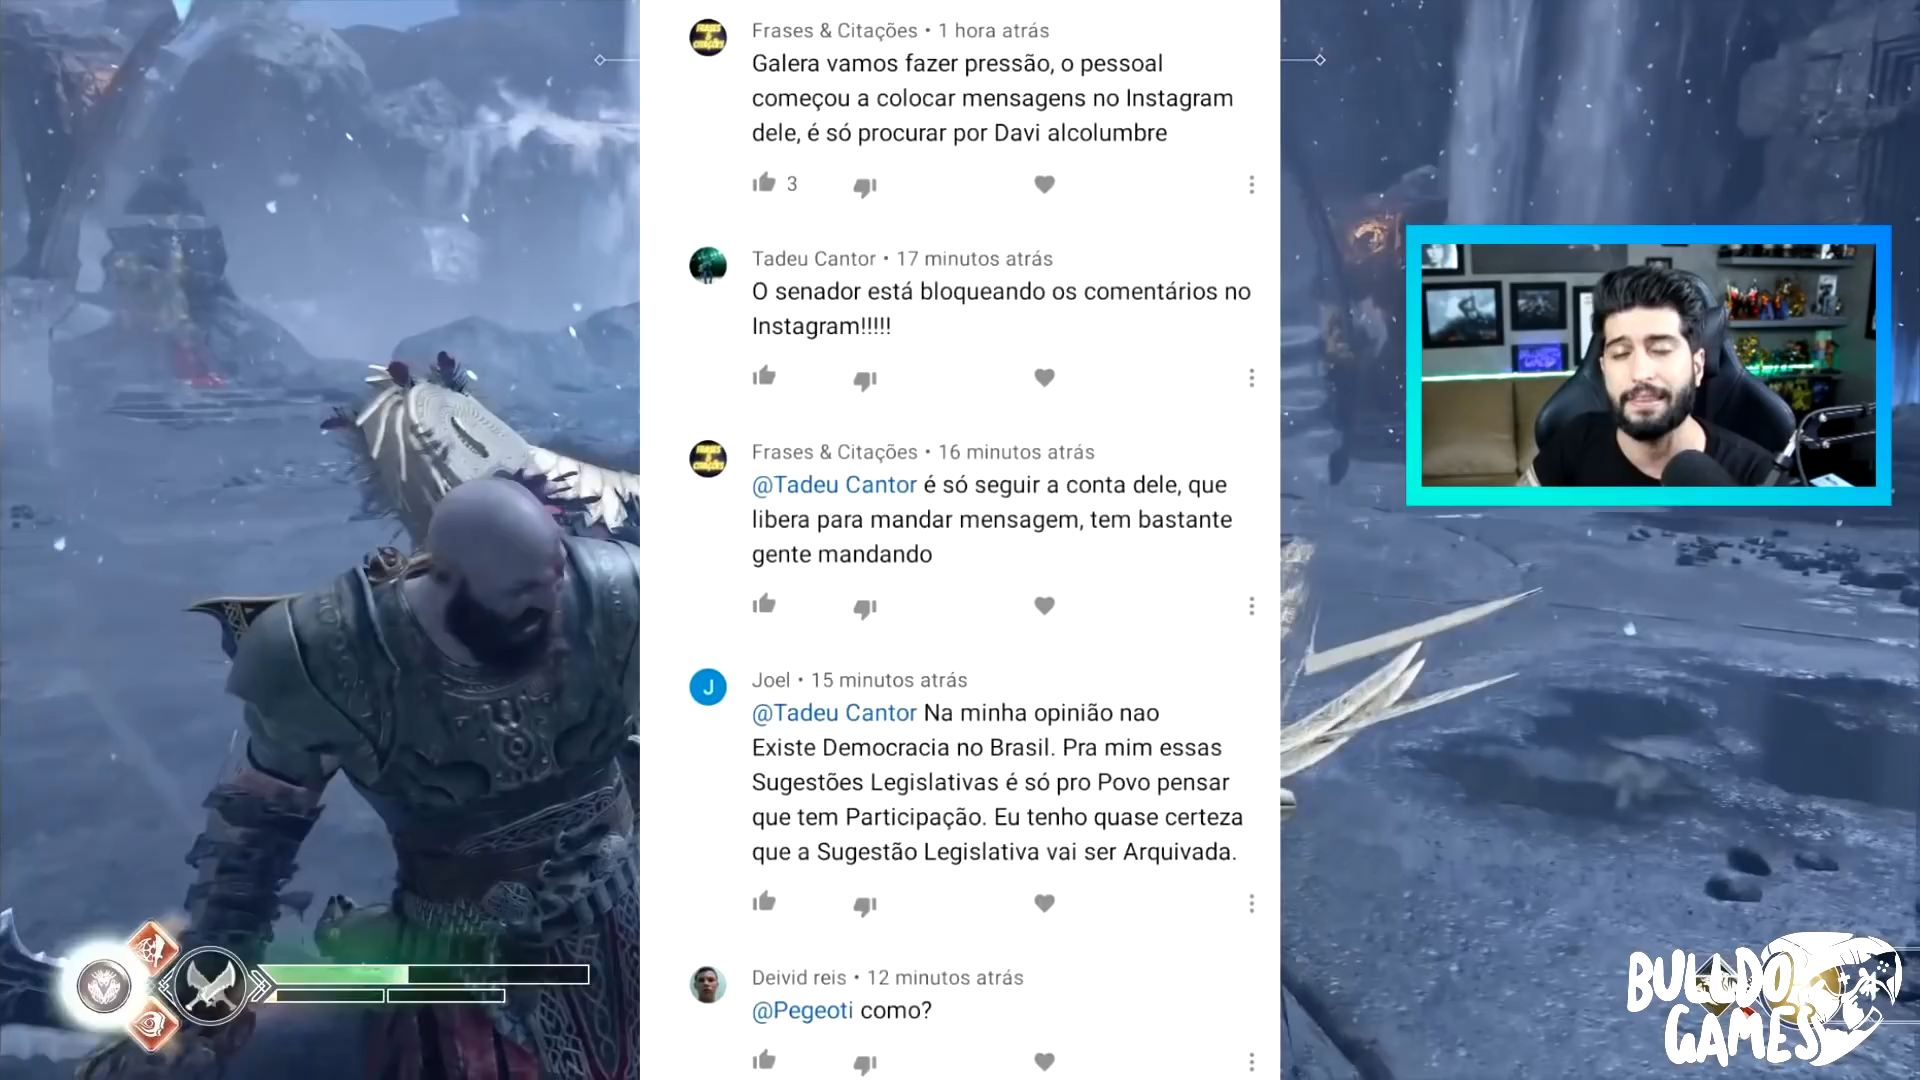 Frases & Citações • 1 hora atrás
Galera vamos fazer pressão, o pessoal
começou a colocar mensagens no Instagram
dele, é só procurar por Davi alcolumbre
3
Tadeu Cantor • 17 minutos atrás
O senador está bloqueando os comentários no
Instagram!!!!!
Frases & Citações • 16 minutos atrás
@Tadeu Cantor é só seguir a conta dele, que
libera para mandar mensagem, tem bastante
gente mandando
J
Joel • 15 minutos atrás
@Tadeu Cantor Na minha opinião nao
Existe Democracia no Brasil. Pra mim essas
Sugestões Legislativas é só pro Povo pensar
que tem Participação. Eu tenho quase certeza
que a Sugestão Legislativa vai ser Arquivada.
Deivid reis • 12 minutos atrás
@Pegeoti como?
BULLDO
GAMES